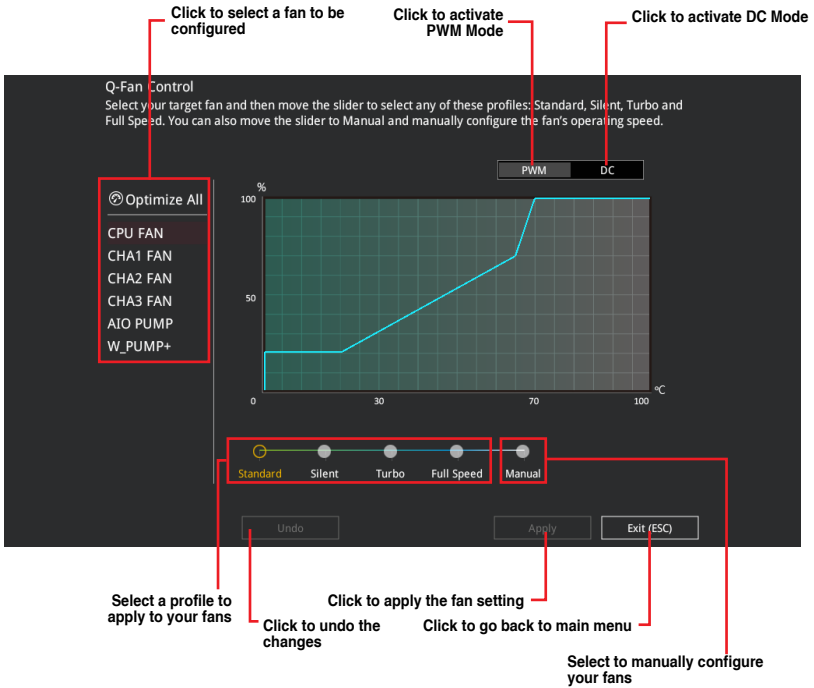 Click to select a fan to be
configured
Click to activate
PWM Mode
Click to activate DC Mode
Q-Fan Control
Select your target fan and then move the slider to select any of these profiles: Standard, Silent, Turbo and
Full Speed. You can also move the slider to Manual and manually configure the fan's operating speed.
PWM DC
Optimize All
CPU FAN
CHA1 FAN
CHA2 FAN
CHA3 FAN
AIO PUMP
W_PUMP+
%
100
50
°C
0 30 70 100
Standard Silent Turbo Full Speed Manual
Undo Apply Exit (ESC)
Select a profile to
apply to your fans
Click to undo the
changes
Click to apply the fan setting
Click to go back to main menu
Select to manually configure
your fans